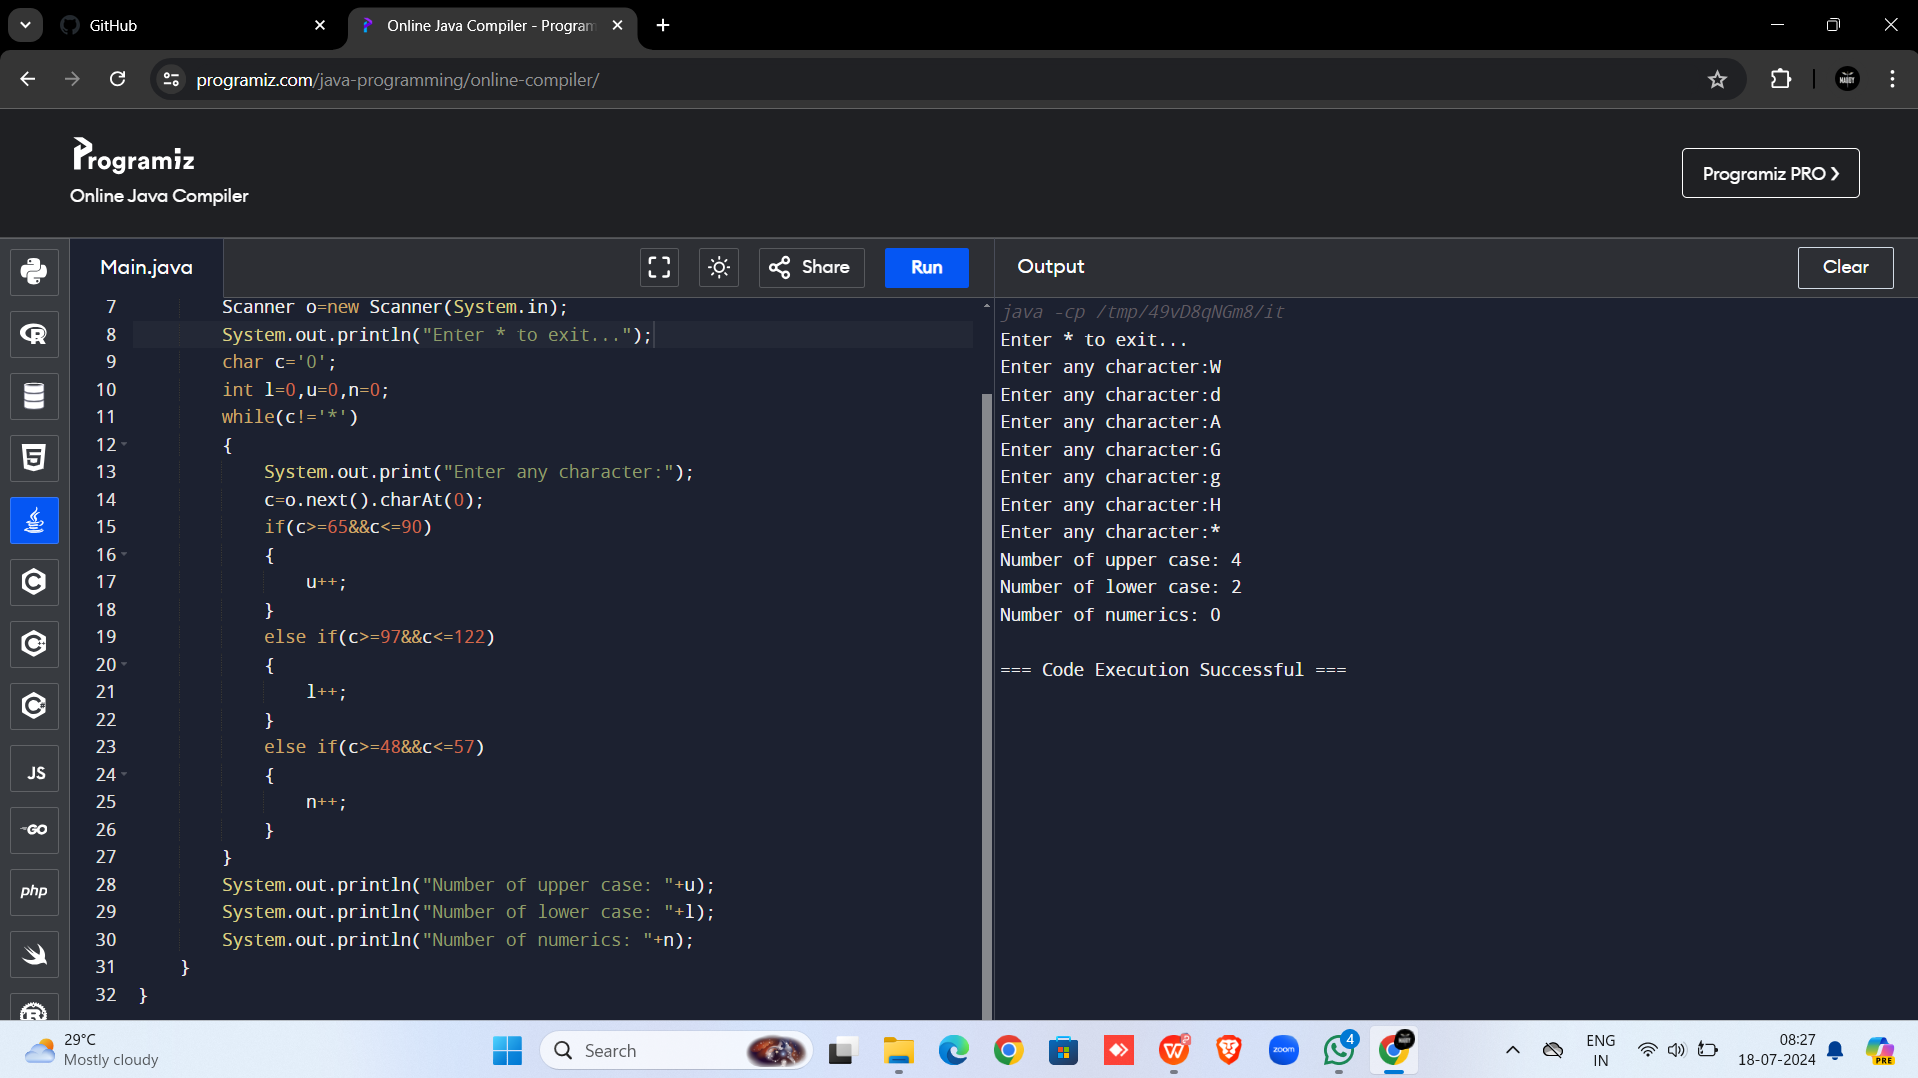 GitHub
Online Java Compiler - Program
programiz.com/java-programming/online-compiler/
Programiz
Online Java Compiler
Programiz PRO
Main.java
Share
Run
Output
Clear
7 Scanner o=new Scanner(System.in);
8 System.out.println("Enter * to exit...");
9 char c='0';
10 int l=0,u=0,n=0;
11 while(c!='*')
12 {
13 System.out.print("Enter any character:");
14 c=o.next().charAt(0);
15 if(c>=65&&c<=90)
16 {
17 u++;
18 }
19 else if(c>=97&&c<=122)
20 {
21 l++;
22 }
23 else if(c>=48&&c<=57)
24 {
25 n++;
26 }
27 }
28 System.out.println("Number of upper case: "+u);
29 System.out.println("Number of lower case: "+l);
30 System.out.println("Number of numerics: "+n);
31 }
32 }
java -cp /tmp/49vD8qNGm8/it
Enter * to exit...
Enter any character:W
Enter any character:d
Enter any character:A
Enter any character:G
Enter any character:g
Enter any character:H
Enter any character:*
Number of upper case: 4
Number of lower case: 2
Number of numerics: 0
=== Code Execution Successful ===
JS
GO
php
29°C
Mostly cloudy
Search
zoom
4
ENG
IN
08:27
18-07-2024
PRE